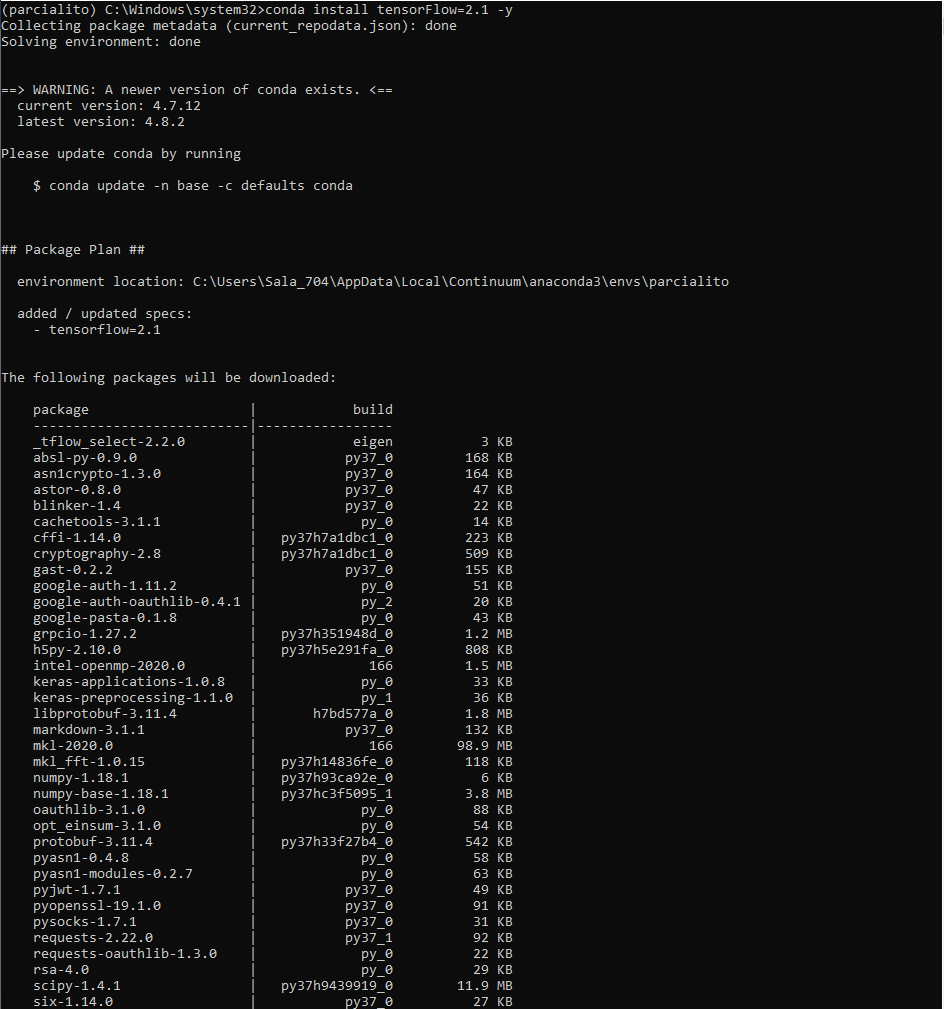 (parcialito) C:\Windows\system32>conda install tensorFlow=2.1 -y
Collecting package metadata (current_repodata.json): done
Solving environment: done
==> WARNING: A newer version of conda exists. <==
  current version: 4.7.12
  latest version: 4.8.2
Please update conda by running
    $ conda update -n base -c defaults conda
## Package Plan ##
  environment location: C:\Users\Sala_704\AppData\Local\Continuum\anaconda3\envs\parcialito
  added / updated specs:
    - tensorflow=2.1
The following packages will be downloaded:
    package                    |            build
    ---------------------------|-----------------
    _tflow_select-2.2.0        |            eigen           3 KB
    absl-py-0.9.0              |           py37_0         168 KB
    asn1crypto-1.3.0           |           py37_0         164 KB
    astor-0.8.0                |           py37_0          47 KB
    blinker-1.4                |           py37_0          22 KB
    cachetools-3.1.1           |             py_0          14 KB
    cffi-1.14.0                |   py37h7a1dbc1_0         223 KB
    cryptography-2.8           |   py37h7a1dbc1_0         509 KB
    gast-0.2.2                 |           py37_0         155 KB
    google-auth-1.11.2         |             py_0          51 KB
    google-auth-oauthlib-0.4.1 |             py_2          20 KB
    google-pasta-0.1.8         |             py_0          43 KB
    grpcio-1.27.2              |   py37h351948d_0         1.2 MB
    h5py-2.10.0                |   py37h5e291fa_0         808 KB
    intel-openmp-2020.0        |              166         1.5 MB
    keras-applications-1.0.8   |             py_0          33 KB
    keras-preprocessing-1.1.0  |             py_1          36 KB
    libprotobuf-3.11.4         |       h7bd577a_0         1.8 MB
    markdown-3.1.1             |           py37_0         132 KB
    mkl-2020.0                 |              166        98.9 MB
    mkl_fft-1.0.15             |   py37h14836fe_0         118 KB
    numpy-1.18.1               |   py37h93ca92e_0           6 KB
    numpy-base-1.18.1          |   py37hc3f5095_1         3.8 MB
    oauthlib-3.1.0             |             py_0          88 KB
    opt_einsum-3.1.0           |             py_0          54 KB
    protobuf-3.11.4            |   py37h33f27b4_0         542 KB
    pyasn1-0.4.8               |             py_0          58 KB
    pyasn1-modules-0.2.7       |             py_0          63 KB
    pyjwt-1.7.1                |           py37_0          49 KB
    pyopenssl-19.1.0           |           py37_0          91 KB
    pysocks-1.7.1              |           py37_0          31 KB
    requests-2.22.0            |           py37_1          92 KB
    requests-oauthlib-1.3.0    |             py_0          22 KB
    rsa-4.0                    |             py_0          29 KB
    scipy-1.4.1                |   py37h9439919_0        11.9 MB
    six-1.14.0                 |           py37_0          27 KB